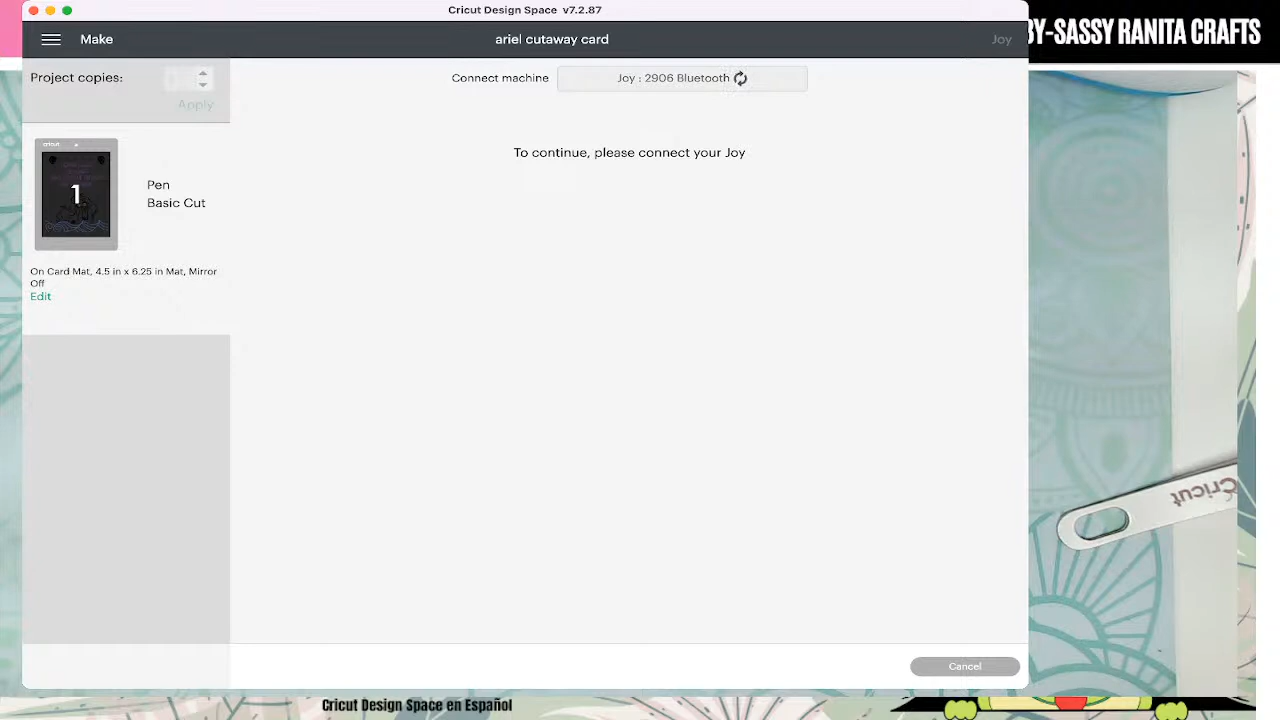 Cricut Design Space v7.2.87
Make
ariel cutaway card
Joy
BY-SASSY RANITA CRAFTS
Project copies:
Apply
Connect machine
Joy : 2906 Bluetooth
To continue, please connect your Joy
cricut
1
Pen
Basic Cut
On Card Mat, 4.5 in x 6.25 in Mat, Mirror
Off
Edit
Cricut
Cancel
Cricut Design Space en Español